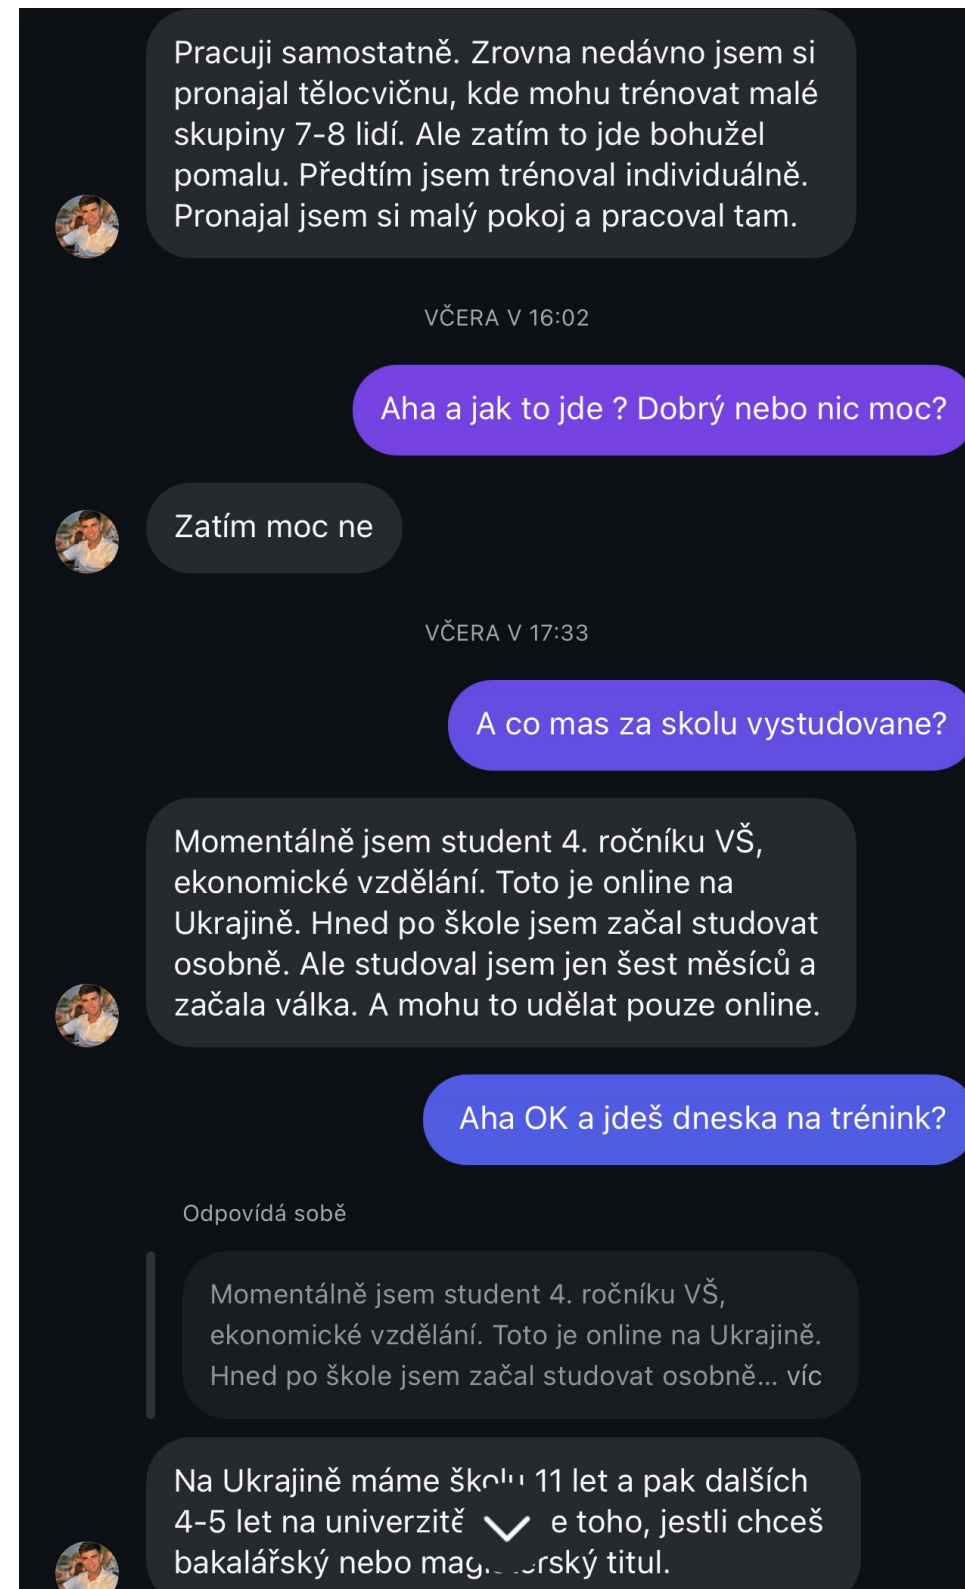 Pracuji samostatně. Zrovna nedávno jsem si
pronajal tělocvičnu, kde mohu trénovat malé
skupiny 7-8 lidí. Ale zatím to jde bohužel
pomalu. Předtím jsem trénoval individuálně.
Pronajal jsem si malý pokoj a pracoval tam.
VČERA V 16:02
Aha a jak to jde ? Dobrý nebo nic moc?
Zatím moc ne
VČERA V 17:33
A co mas za skolu vystudovane?
Momentálně jsem student 4. ročníku VŠ,
ekonomické vzdělání. Toto je online na
Ukrajině. Hned po škole jsem začal studovat
osobně. Ale studoval jsem jen šest měsíců a
začala válka. A mohu to udělat pouze online.
Aha OK a jdeš dneska na trénink?
Odpovídá sobě
Momentálně jsem student 4. ročníku VŠ,
ekonomické vzdělání. Toto je online na Ukrajině.
Hned po škole jsem začal studovat osobně... víc
Na Ukrajině máme školu 11 let a pak dalších
4-5 let na univerzitě toho, jestli chceš
bakalářský nebo magisterský titul.